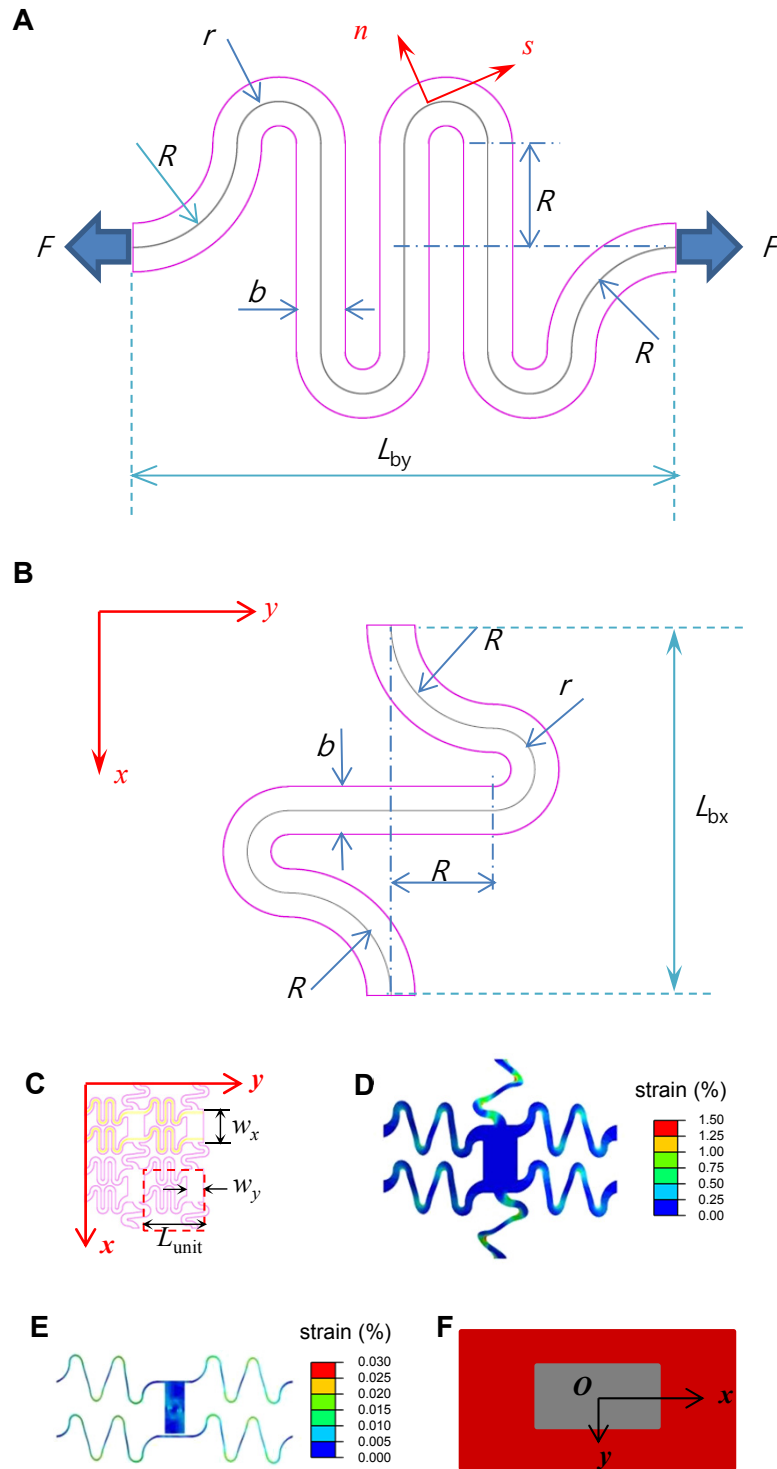 A
n
s
r
R
R
F
F
b
R
L_by
B
y
R
r
b
x
L_bx
R
R
C
y
w_x
w_y
x
L_unit
D
strain (%)
1.50
1.25
1.00
0.75
0.50
0.25
0.00
E
strain (%)
0.030
0.025
0.020
0.015
0.010
0.005
0.000
F
O
x
y